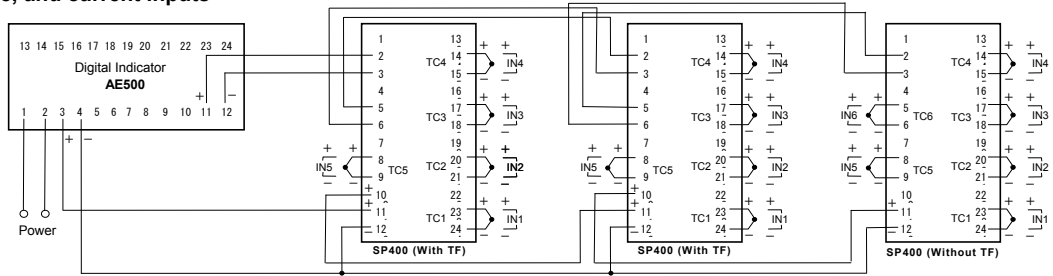 e, and current inputs
13 14 15 16 17 18 19 20 21 22 23 24
Digital Indicator
AE500
+ −
1 2 3 4 5 6 7 8 9 10 11 12
+ −
Power
1 13
2 TC4 14 + + IN4
3 15 − −
4 16
5 TC3 17 + + IN3
6 18 − −
7 19
+ + IN5 8 TC5 TC2 20 + + IN2
− − 9 21 − −
+ 10 22
+ 11 TC1 23 + + IN1
− 12 24 − −
SP400 (With TF)
1 13
2 TC4 14 + + IN4
3 15 − −
4 16
5 TC3 17 + + IN3
6 18 − −
7 19
+ + IN5 8 TC5 TC2 20 + + IN2
− − 9 21 − −
+ 10 22
+ 11 TC1 23 + + IN1
− 12 24 − −
SP400 (With TF)
1 13
2 TC4 14 + + IN4
3 15 − −
4 16
+ + IN6 5 TC6 TC3 17 + + IN3
− − 6 18 − −
7 19
+ + IN5 8 TC5 TC2 20 + + IN2
− − 9 21 − −
10 22
+ 11 TC1 23 + + IN1
− 12 24 − −
SP400 (Without TF)